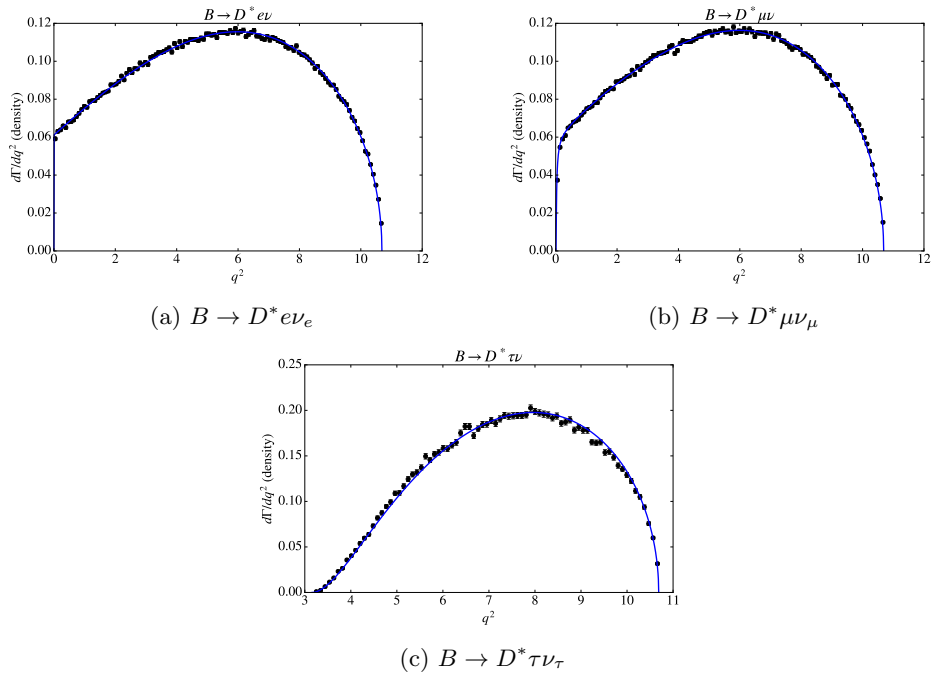 B → D* eν
dΓ/dq² (density)
0.12
0.10
0.08
0.06
0.04
0.02
0.00
0 2 4 6 8 10 12
q²
(a) B → D*eνₑ
B → D* μν
dΓ/dq² (density)
0.12
0.10
0.08
0.06
0.04
0.02
0.00
0 2 4 6 8 10 12
q²
(b) B → D*μν_μ
B → D* τν
dΓ/dq² (density)
0.25
0.20
0.15
0.10
0.05
0.00
3 4 5 6 7 8 9 10 11
q²
(c) B → D*τν_τ